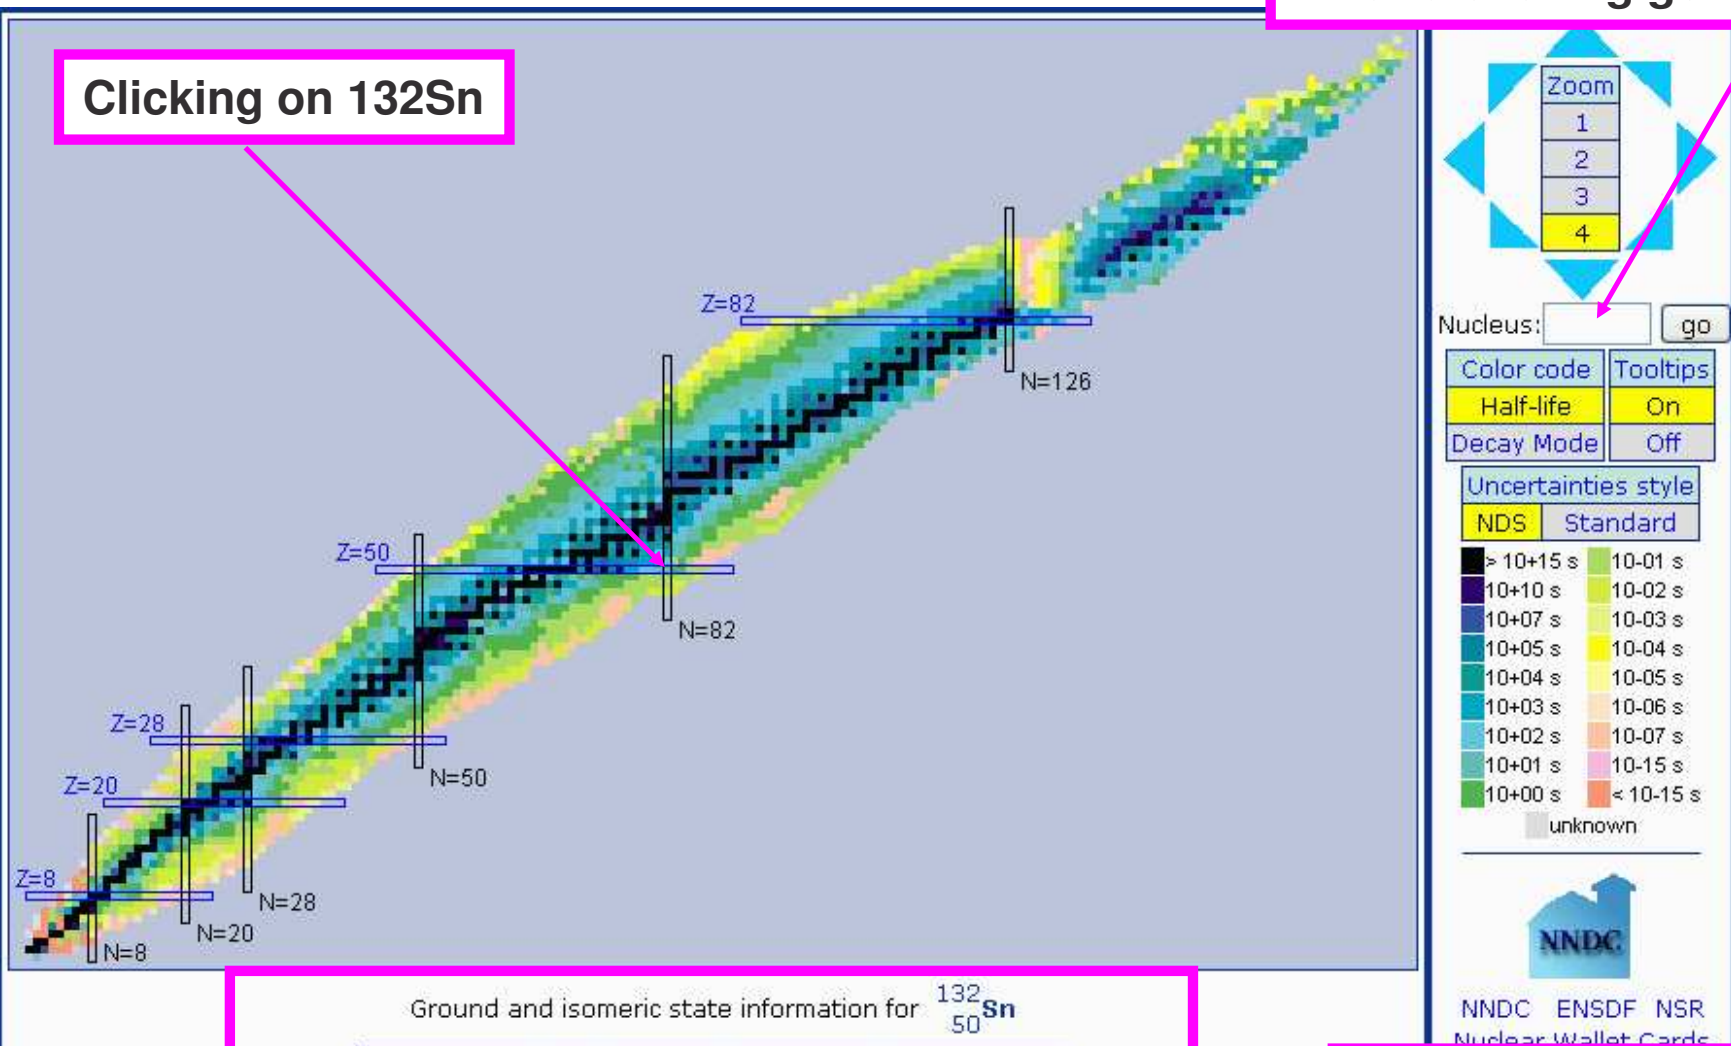 Clicking on 132Sn
Zoom
1
2
3
4
Nucleus:
go
Color code
Tooltips
Half-life
On
Decay Mode
Off
Uncertainties style
NDS
Standard
> 10+15 s
10-01 s
10+10 s
10-02 s
10+07 s
10-03 s
10+05 s
10-04 s
10+04 s
10-05 s
10+03 s
10-06 s
10+02 s
10-07 s
10+01 s
10-15 s
10+00 s
< 10-15 s
unknown
NNDC
NNDC ENSDF NSR
Nuclear Wallet Cards
Z=82
N=126
Z=50
N=82
Z=28
N=50
Z=20
N=28
Z=8
N=20
N=8
Ground and isomeric state information for 132 50 Sn